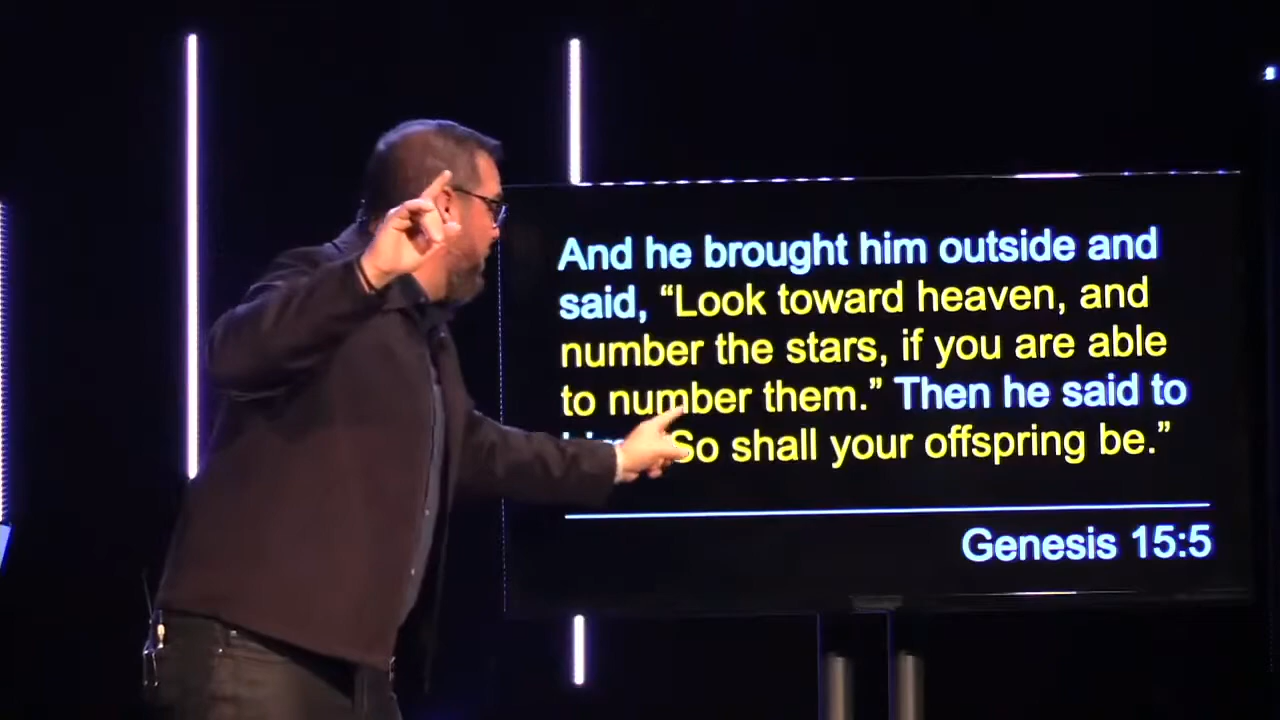 And he brought him outside and
said, “Look toward heaven, and
number the stars, if you are able
to number them.” Then he said to
So shall your offspring be.”
Genesis 15:5